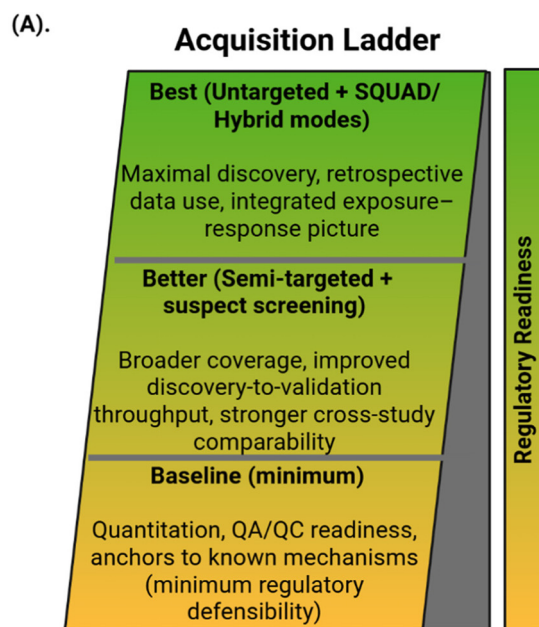 (A).
Acquisition Ladder
Best (Untargeted + SQUAD/
Hybrid modes)
Maximal discovery, retrospective
data use, integrated exposure–
response picture
Better (Semi-targeted +
suspect screening)
Broader coverage, improved
discovery-to-validation
throughput, stronger cross-study
comparability
Baseline (minimum)
Quantitation, QA/QC readiness,
anchors to known mechanisms
(minimum regulatory
defensibility)
Regulatory Readiness